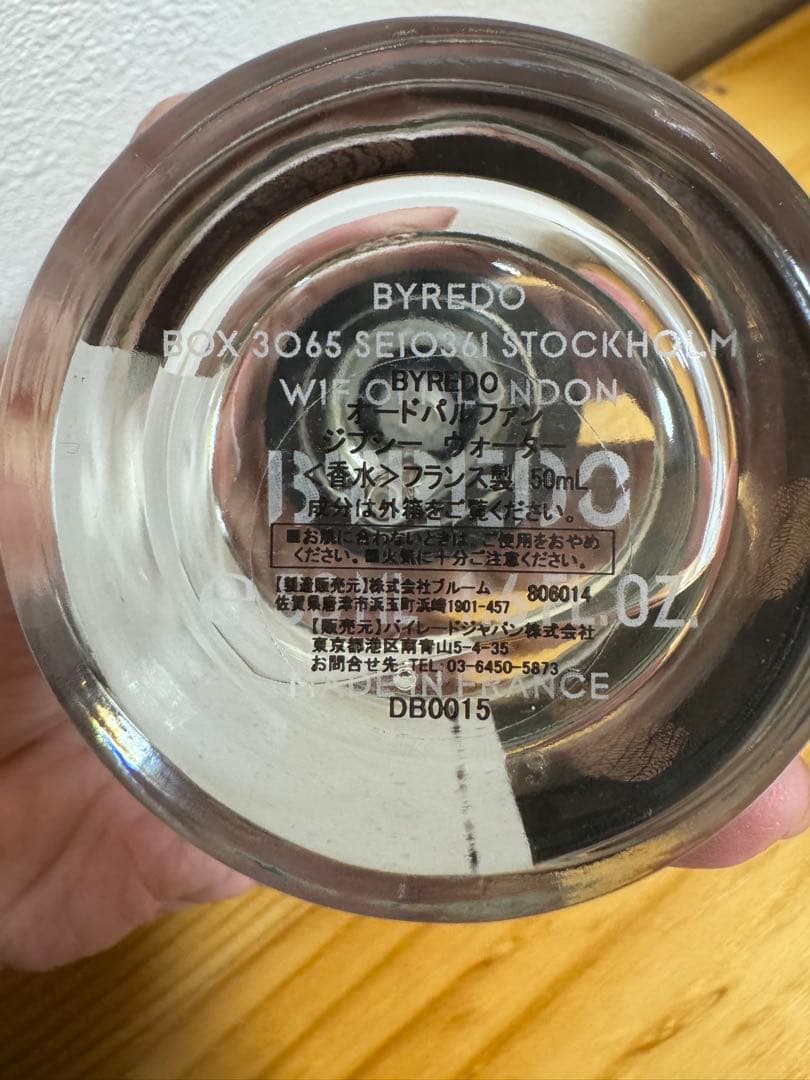 BYREDO
BOX 3065 SE10361 STOCKHOLM
W1F LONDON
BYREDO
オードパルファン
ジプシー ウォーター
BYREDO
<香水>フランス製 50mL
成分は外箱をご覧ください。
■お肌に合わないときは、ご使用をおやめ
ください。■火気に十分ご注意ください。
FL.OZ.
【製造販売元】株式会社ブルーム 806014
佐賀県唐津市浜玉町浜崎1901-457
【販売元】バイレードジャパン株式会社
東京都港区南青山5-4-35
お問合せ先:TEL:03-6450-5873
MADE IN FRANCE
DB0015